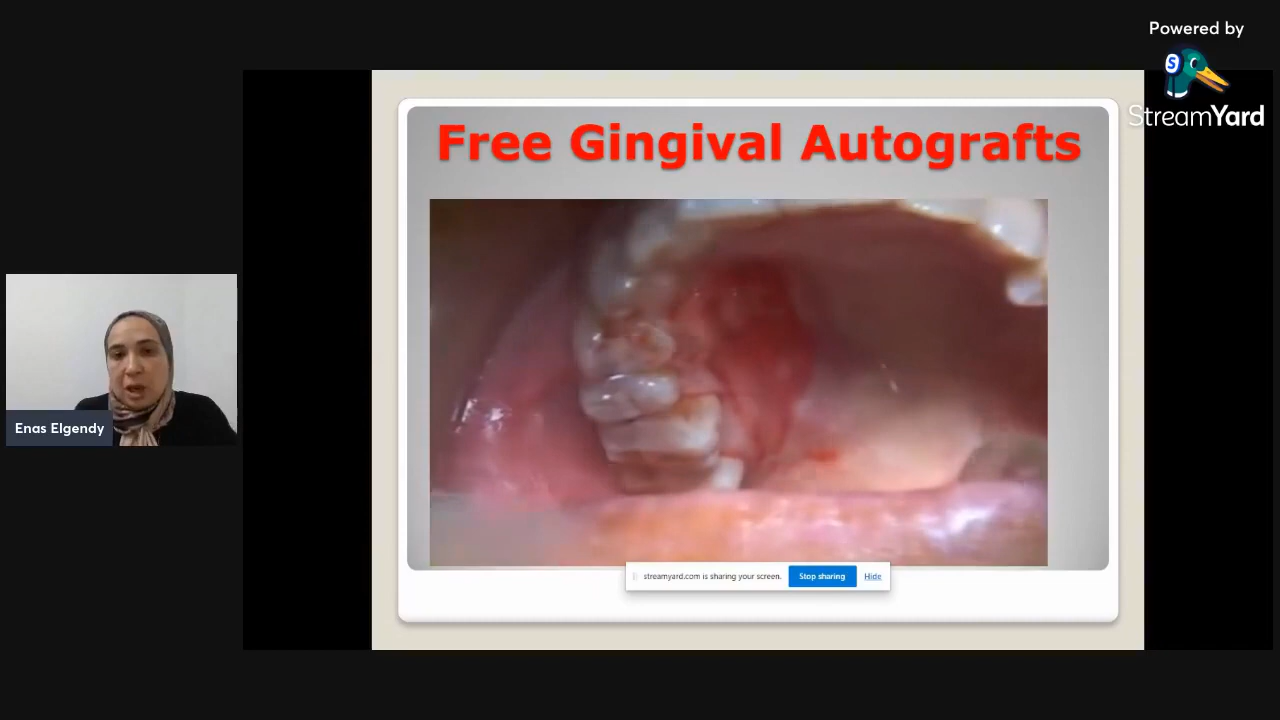 Powered by
StreamYard
Free Gingival Autografts
Enas Elgendy
streamyard.com is sharing your screen.
Stop sharing
Hide